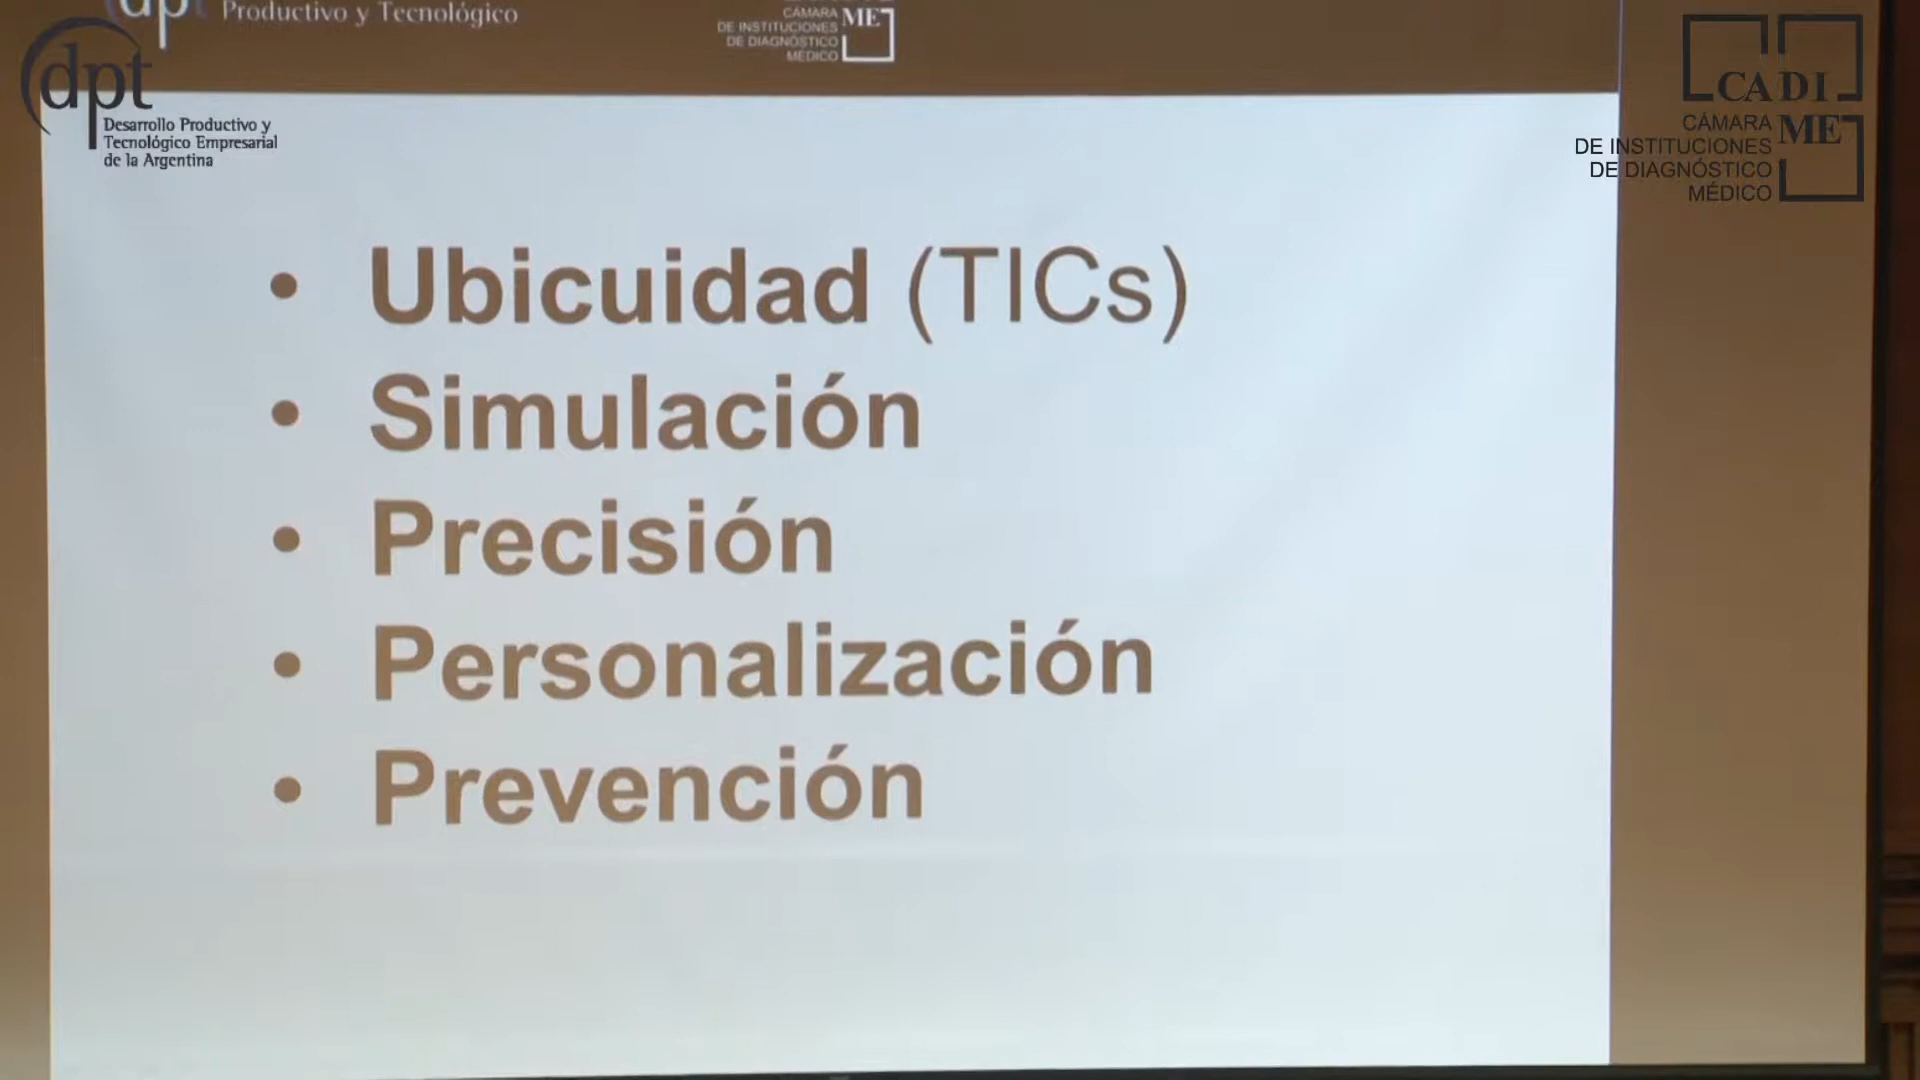 Productivo y Tecnológico
CÁMARA
DE INSTITUCIONES
DE DIAGNÓSTICO
MÉDICO
ME
dpt
Desarrollo Productivo y
Tecnológico Empresarial
de la Argentina
CADI
CÁMARA ME
DE INSTITUCIONES
DE DIAGNÓSTICO
MÉDICO
• Ubicuidad (TICs)
• Simulación
• Precisión
• Personalización
• Prevención